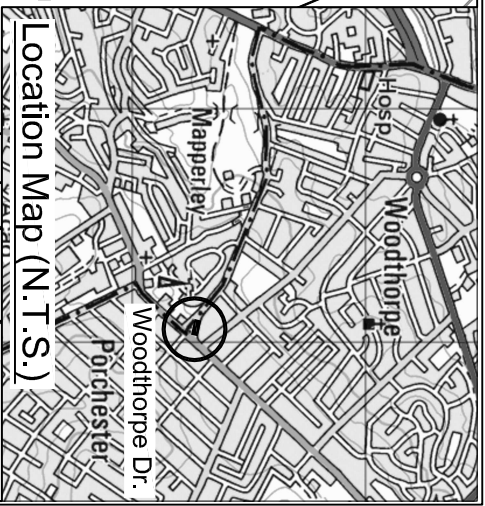 Hosp
Woodthorpe
Mapperley
Woodthorpe Dr.
Porchester
Location Map (N.T.S.)